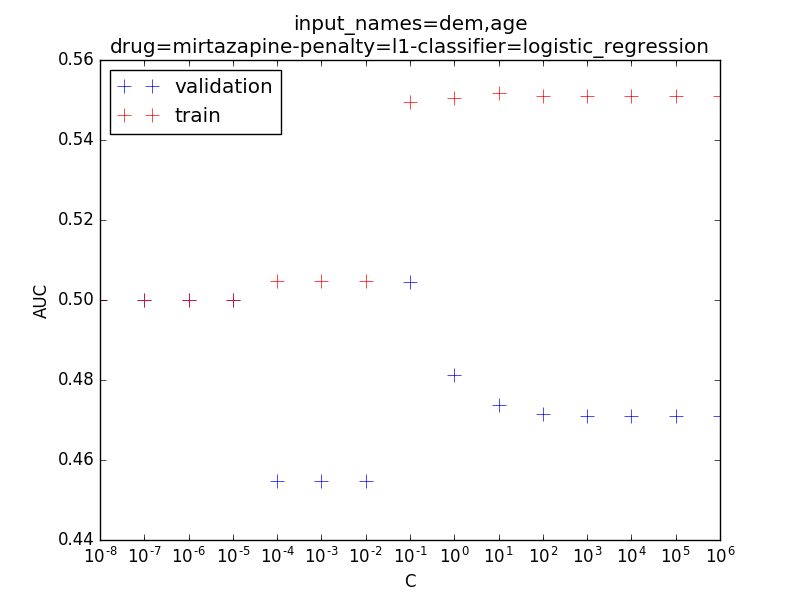 input_names=dem,age
drug=mirtazapine-penalty=l1-classifier=logistic_regression
validation
train
0.56
0.54
0.52
0.50
0.48
0.46
0.44
AUC
10⁻⁸ 10⁻⁷ 10⁻⁶ 10⁻⁵ 10⁻⁴ 10⁻³ 10⁻² 10⁻¹ 10⁰ 10¹ 10² 10³ 10⁴ 10⁵ 10⁶
C